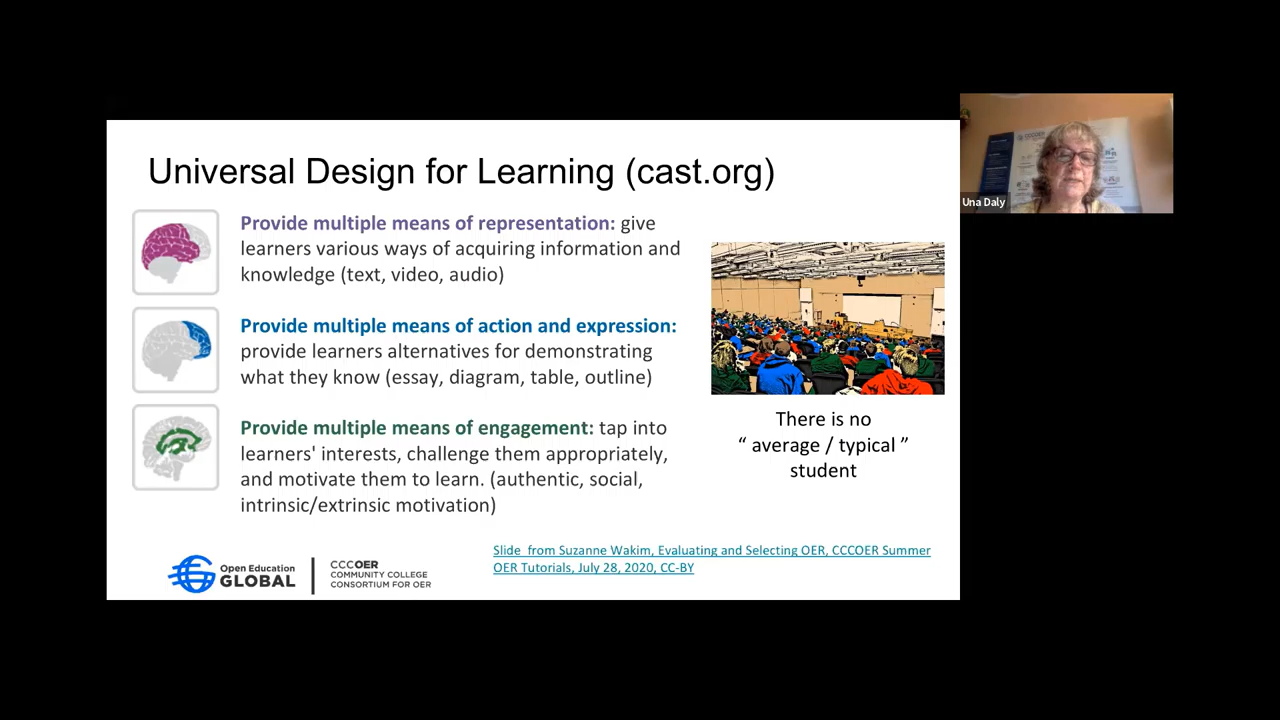 Universal Design for Learning (cast.org)
Provide multiple means of representation: give
learners various ways of acquiring information and
knowledge (text, video, audio)
Provide multiple means of action and expression:
provide learners alternatives for demonstrating
what they know (essay, diagram, table, outline)
Provide multiple means of engagement: tap into
learners' interests, challenge them appropriately,
and motivate them to learn. (authentic, social,
intrinsic/extrinsic motivation)
There is no
“ average / typical ”
student
Slide from Suzanne Wakim, Evaluating and Selecting OER, CCCOER Summer
OER Tutorials, July 28, 2020, CC-BY
Open Education
GLOBAL
CCCOER
COMMUNITY COLLEGE
CONSORTIUM FOR OER
CCCOER
Una Daly